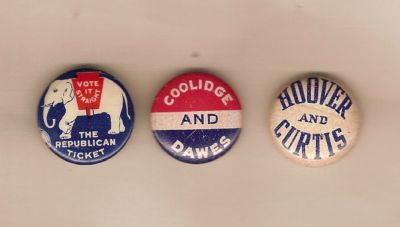 VOTE
IT
STRAIGHT
THE
REPUBLICAN
TICKET
COOLIDGE
AND
DAWES
HOOVER
AND
CURTIS